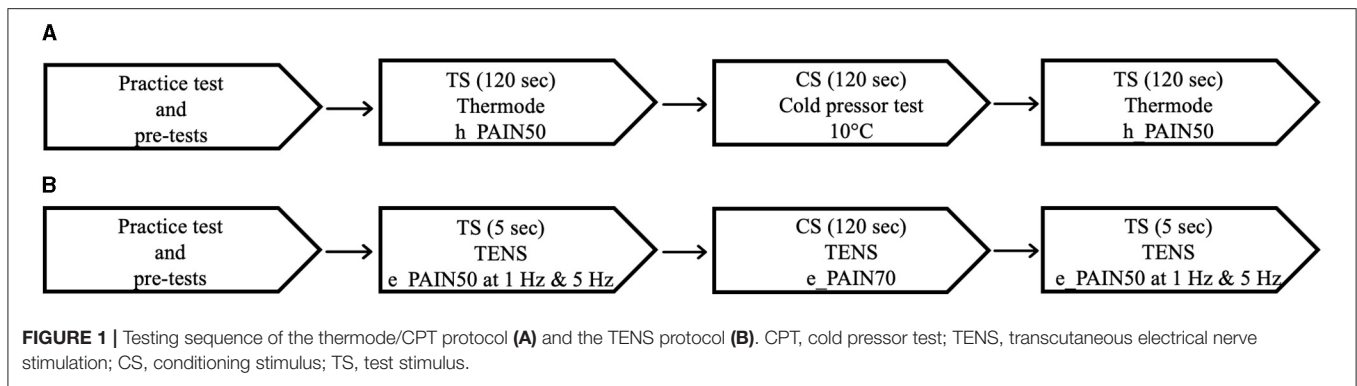 A
Practice test
and
pre-tests
TS (120 sec)
Thermode
h_PAIN50
CS (120 sec)
Cold pressor test
10°C
TS (120 sec)
Thermode
h_PAIN50
B
Practice test
and
pre-tests
TS (5 sec)
TENS
e_PAIN50 at 1 Hz & 5 Hz
CS (120 sec)
TENS
e_PAIN70
TS (5 sec)
TENS
e_PAIN50 at 1 Hz & 5 Hz
FIGURE 1 | Testing sequence of the thermode/CPT protocol (A) and the TENS protocol (B). CPT, cold pressor test; TENS, transcutaneous electrical nerve
stimulation; CS, conditioning stimulus; TS, test stimulus.